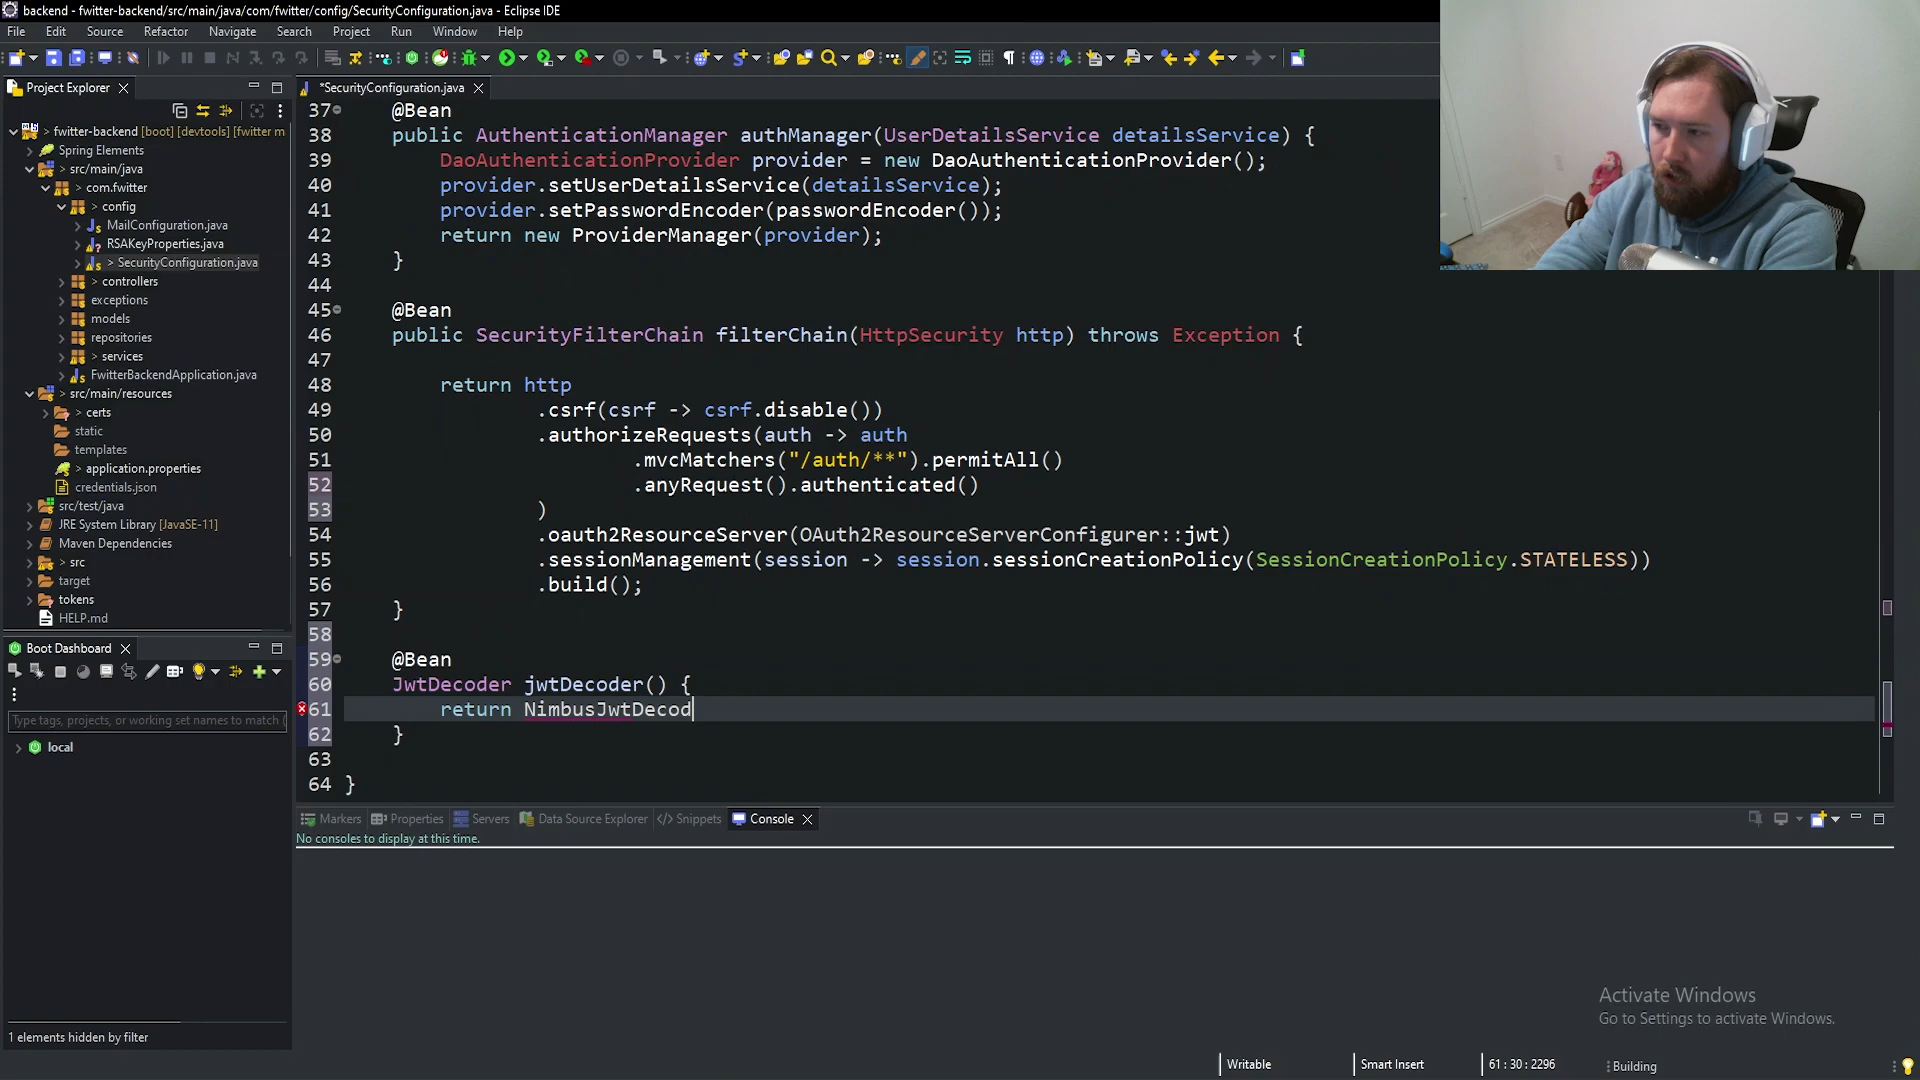 backend - fwitter-backend/src/main/java/com/fwitter/config/SecurityConfiguration.java - Eclipse IDE
File Edit Source Refactor Navigate Search Project Run Window Help
Project Explorer
fwitter-backend [boot] [devtools] [fwitter m
Spring Elements
src/main/java
com.fwitter
> config
MailConfiguration.java
RSAKeyProperties.java
> SecurityConfiguration.java
> controllers
exceptions
models
repositories
> services
FwitterBackendApplication.java
> src/main/resources
> certs
static
templates
> application.properties
credentials.json
src/test/java
JRE System Library [JavaSE-11]
Maven Dependencies
> src
target
> tokens
HELP.md
Boot Dashboard
Type tags, projects, or working set names to match (
local
1 elements hidden by filter
*SecurityConfiguration.java
37 @Bean
38 public AuthenticationManager authManager(UserDetailsService detailsService) {
39 DaoAuthenticationProvider provider = new DaoAuthenticationProvider();
40 provider.setUserDetailsService(detailsService);
41 provider.setPasswordEncoder(passwordEncoder());
42 return new ProviderManager(provider);
43 }
44
45 @Bean
46 public SecurityFilterChain filterChain(HttpSecurity http) throws Exception {
47
48 return http
49 .csrf(csrf -> csrf.disable())
50 .authorizeRequests(auth -> auth
51 .mvcMatchers("/auth/**").permitAll()
52 .anyRequest().authenticated()
53 )
54 .oauth2ResourceServer(OAuth2ResourceServerConfigurer::jwt)
55 .sessionManagement(session -> session.sessionCreationPolicy(SessionCreationPolicy.STATELESS))
56 .build();
57 }
58
59 @Bean
60 JwtDecoder jwtDecoder() {
61 return NimbusJwtDecod
62 }
63
64 }
Markers Properties Servers Data Source Explorer Snippets Console
No consoles to display at this time.
Activate Windows
Go to Settings to activate Windows.
Writable Smart Insert 61 : 30 : 2296 Building